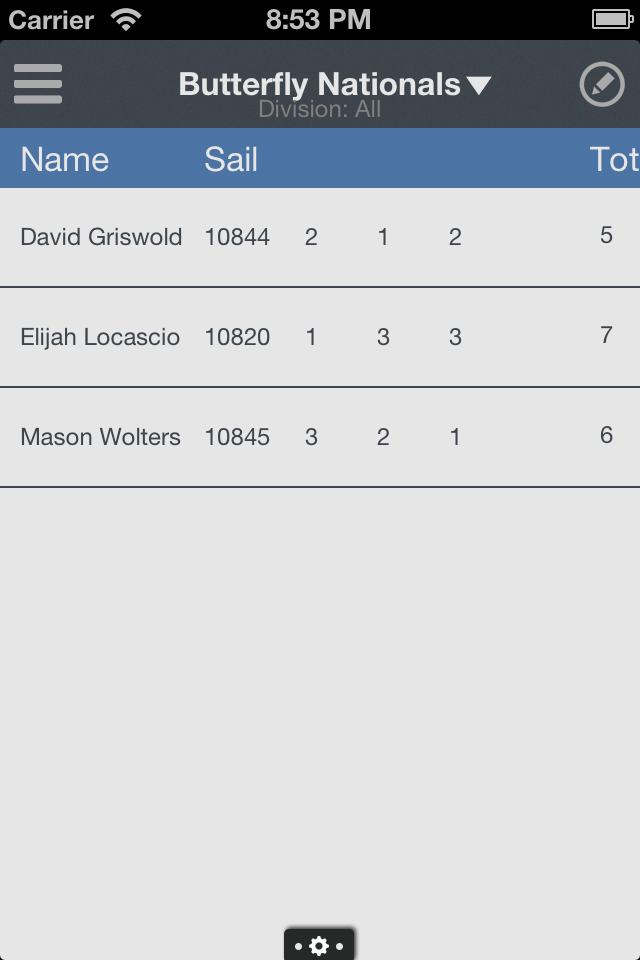 Carrier 8:53 PM
Butterfly Nationals
Division: All
Name Sail Tot
David Griswold 10844 2 1 2 5
Elijah Locascio 10820 1 3 3 7
Mason Wolters 10845 3 2 1 6